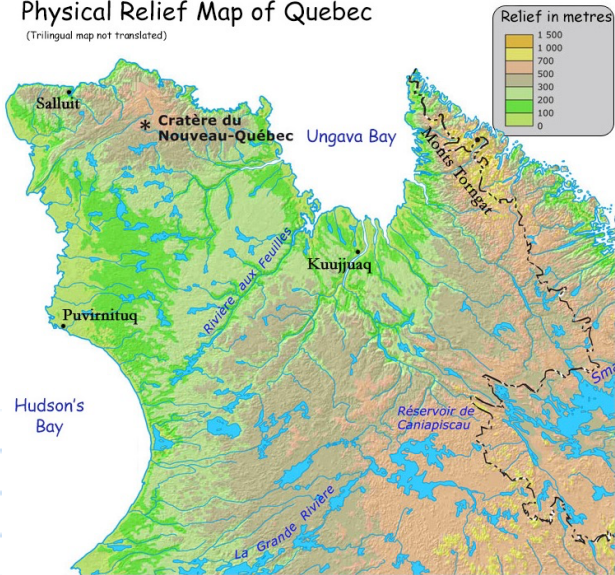 Physical Relief Map of Quebec
(Trilingual map not translated)
Relief in metres
1 500
1 000
700
500
300
200
100
0
Salluit
Cratère du
Nouveau-Québec
Ungava Bay
Monts Torngat
Rivière aux Feuilles
Kuujjuaq
Puvirnituq
Hudson's
Bay
Réservoir de
Caniapiscau
La Grande Rivière